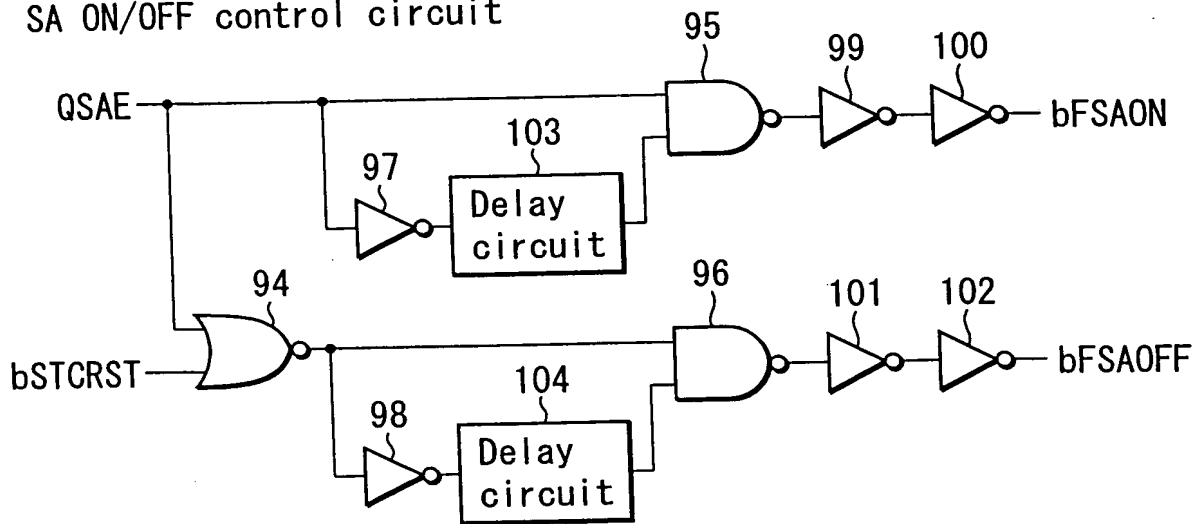 SA ON/OFF control circuit
95
99
100
QSAE
bFSAON
103
97
Delay
circuit
94
96
101
102
bSTCRST
bFSAOFF
104
98
Delay
circuit